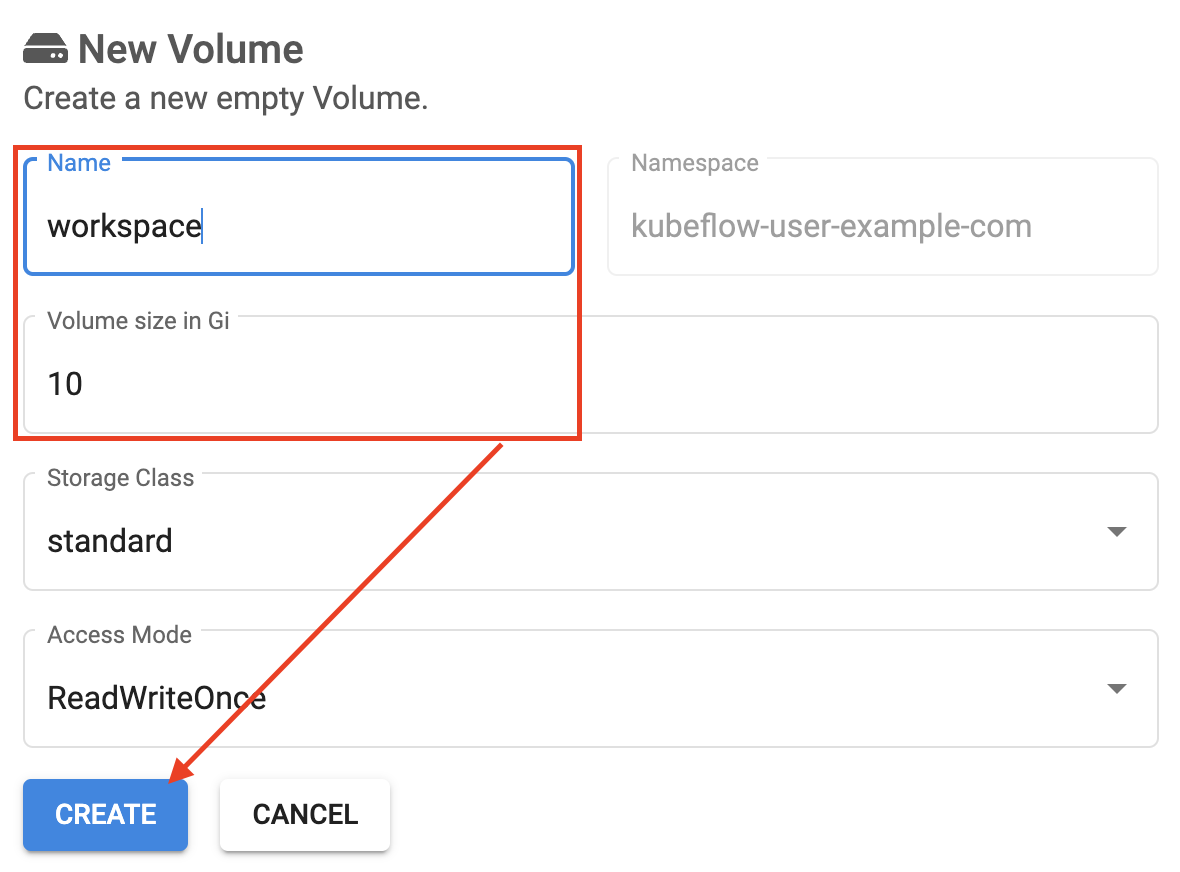 New Volume
Create a new empty Volume.
Name
workspace
Namespace
kubeflow-user-example-com
Volume size in Gi
10
Storage Class
standard
Access Mode
ReadWriteOnce
CREATE
CANCEL